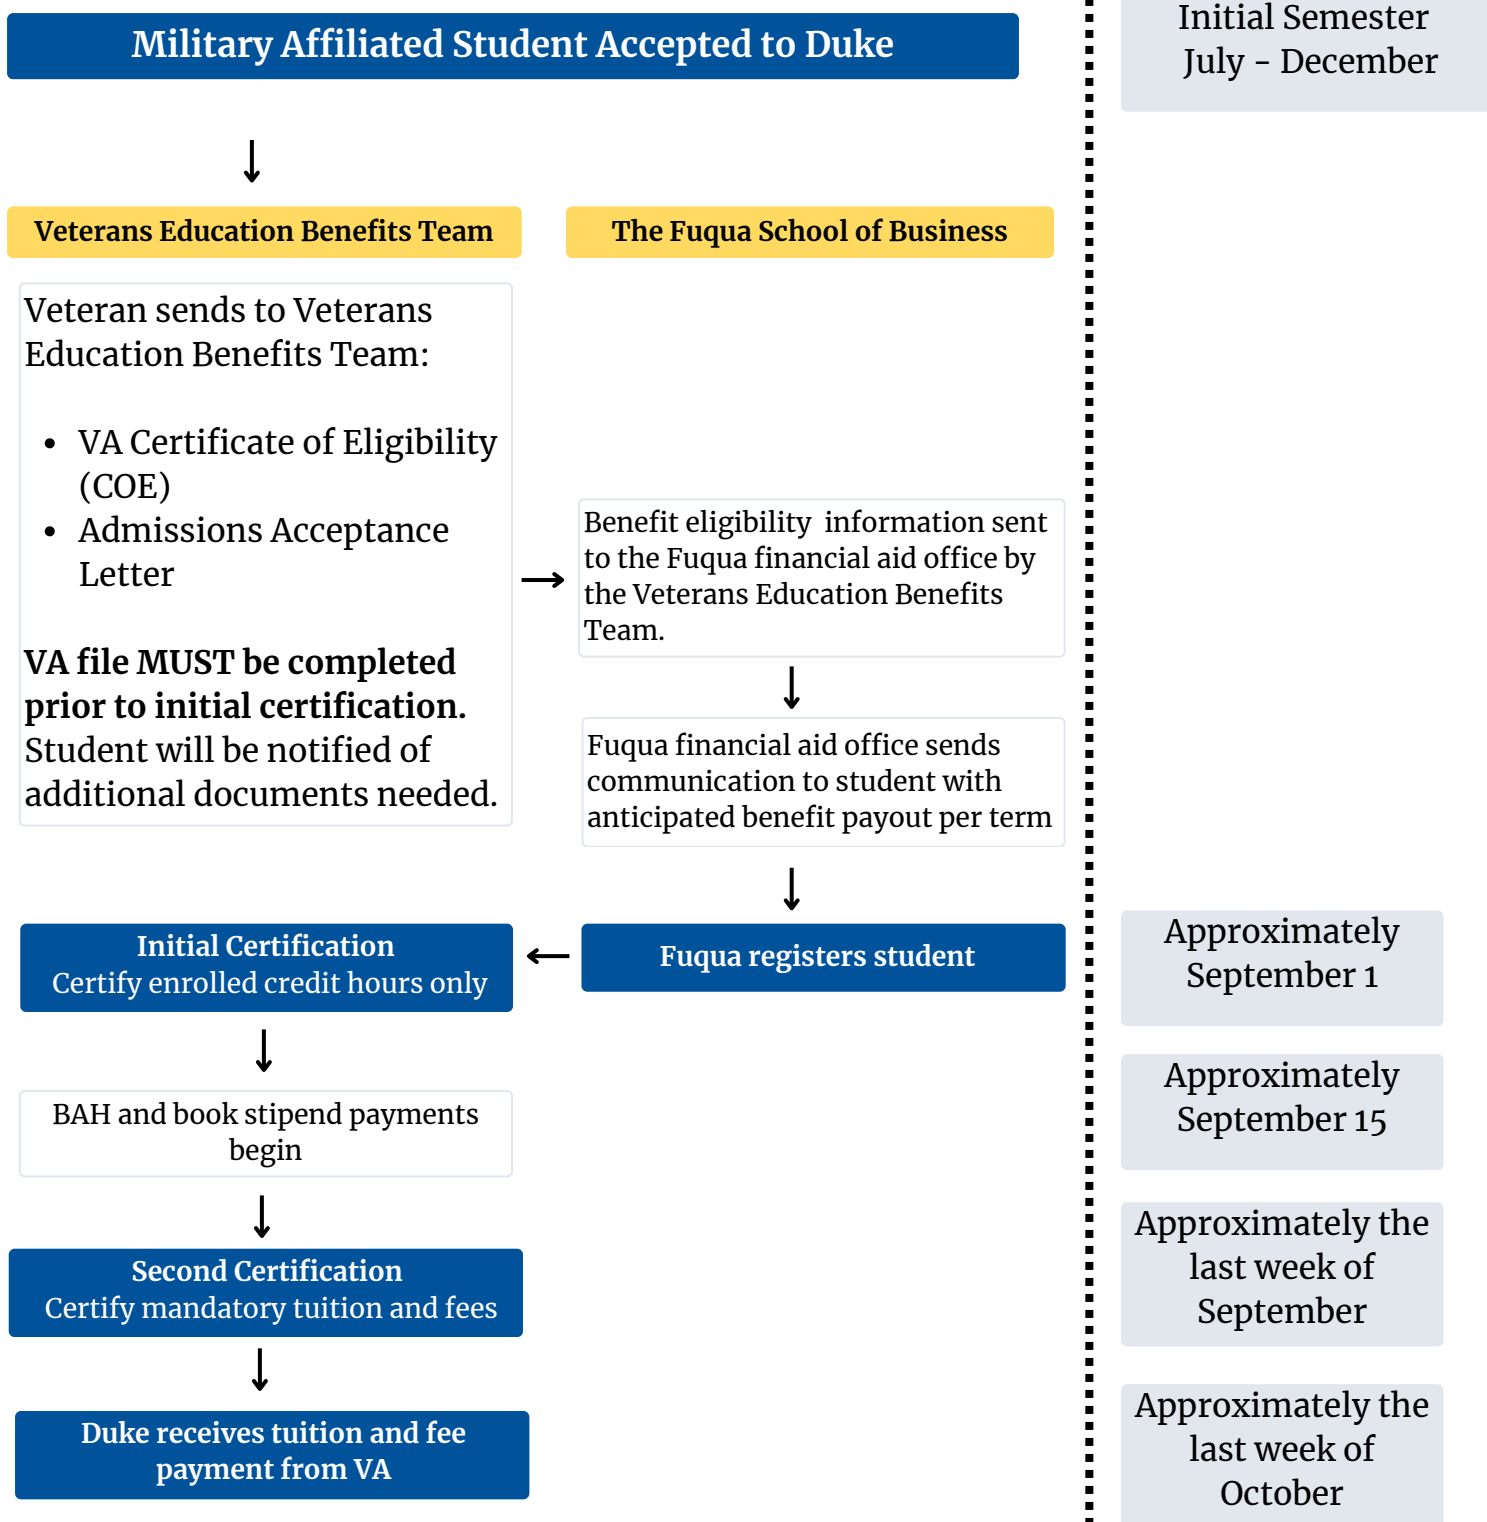 Military Affiliated Student Accepted to Duke
Initial Semester
July - December
Veterans Education Benefits Team
The Fuqua School of Business
Veteran sends to Veterans
Education Benefits Team:
• VA Certificate of Eligibility
(COE)
• Admissions Acceptance
Letter
VA file MUST be completed
prior to initial certification.
Student will be notified of
additional documents needed.
Benefit eligibility information sent
to the Fuqua financial aid office by
the Veterans Education Benefits
Team.
Fuqua financial aid office sends
communication to student with
anticipated benefit payout per term
Fuqua registers student
Initial Certification
Certify enrolled credit hours only
Approximately
September 1
BAH and book stipend payments
begin
Approximately
September 15
Second Certification
Certify mandatory tuition and fees
Approximately the
last week of
September
Duke receives tuition and fee
payment from VA
Approximately the
last week of
October